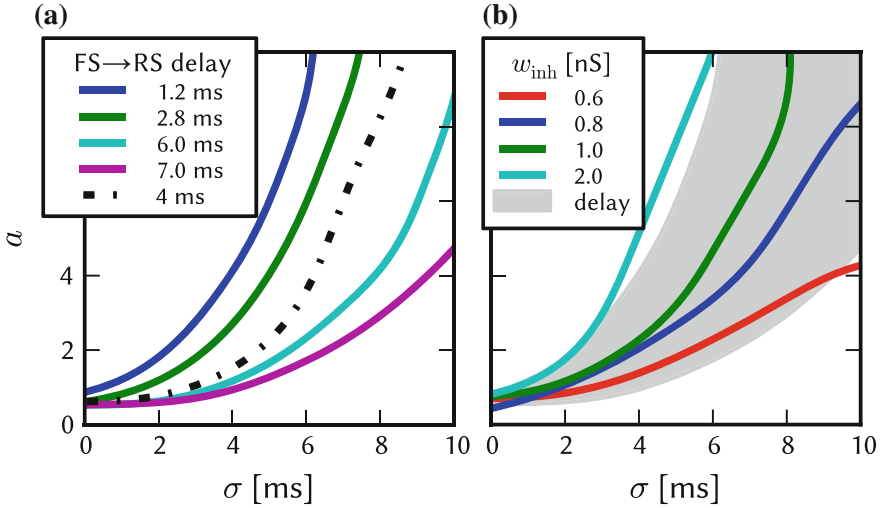 (a)
FS→RS delay
1.2 ms
2.8 ms
6.0 ms
7.0 ms
4 ms
a
4
2
0
0 2 4 6 8 10
σ [ms]
(b)
w_inh [nS]
0.6
0.8
1.0
2.0
delay
0 2 4 6 8 10
σ [ms]